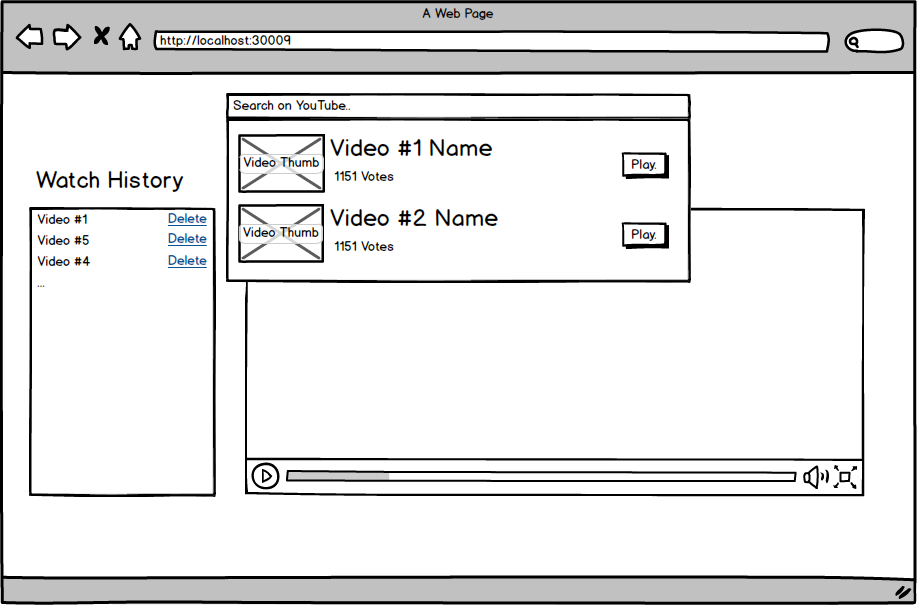 A Web Page
http://localhost:30009
Search on YouTube..
Video Thumb
Video #1 Name
1151 Votes
Play.
Video Thumb
Video #2 Name
1151 Votes
Play.
Watch History
Video #1 Delete
Video #5 Delete
Video #4 Delete
...